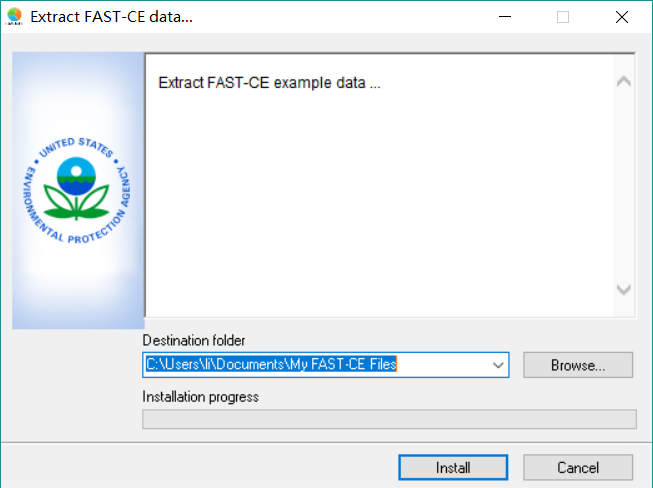 Extract FAST-CE data...
Extract FAST-CE example data ...
UNITED STATES
ENVIRONMENTAL PROTECTION AGENCY
Destination folder
C:\Users\li\Documents\My FAST-CE Files
Browse...
Installation progress
Install
Cancel